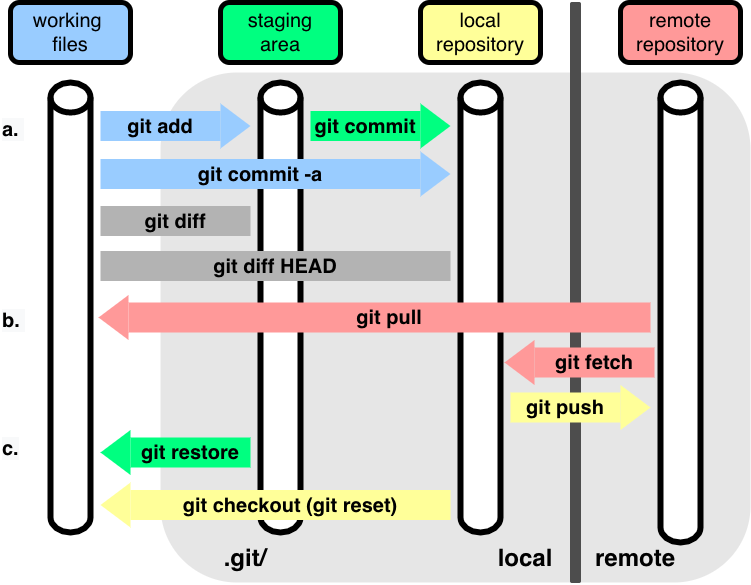 working
files
staging
area
local
repository
remote
repository
a.
git add
git commit
git commit -a
git diff
git diff HEAD
b.
git pull
git fetch
git push
c.
git restore
git checkout (git reset)
.git/
local
remote